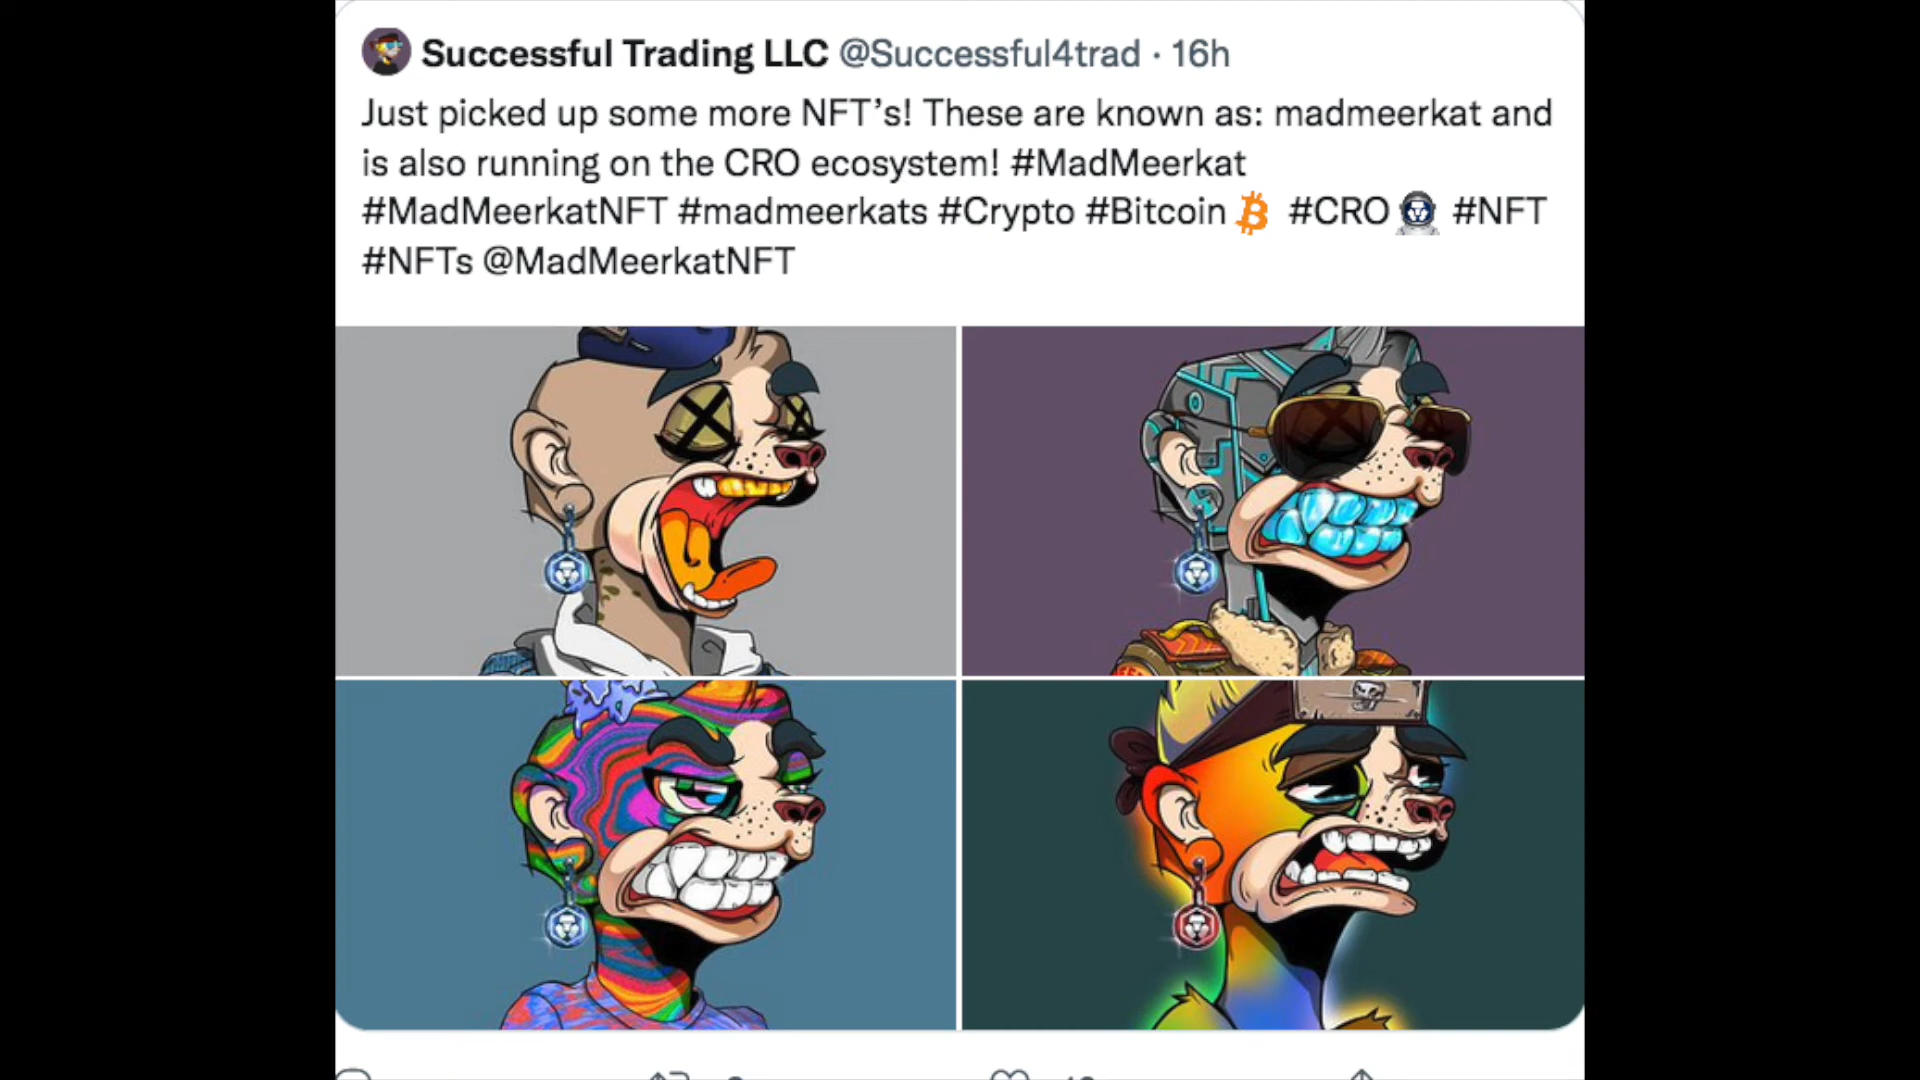 Successful Trading LLC @Successful4trad · 16h
Just picked up some more NFT’s! These are known as: madmeerkat and
is also running on the CRO ecosystem! #MadMeerkat
#MadMeerkatNFT #madmeerkats #Crypto #Bitcoin #CRO #NFT
#NFTs @MadMeerkatNFT